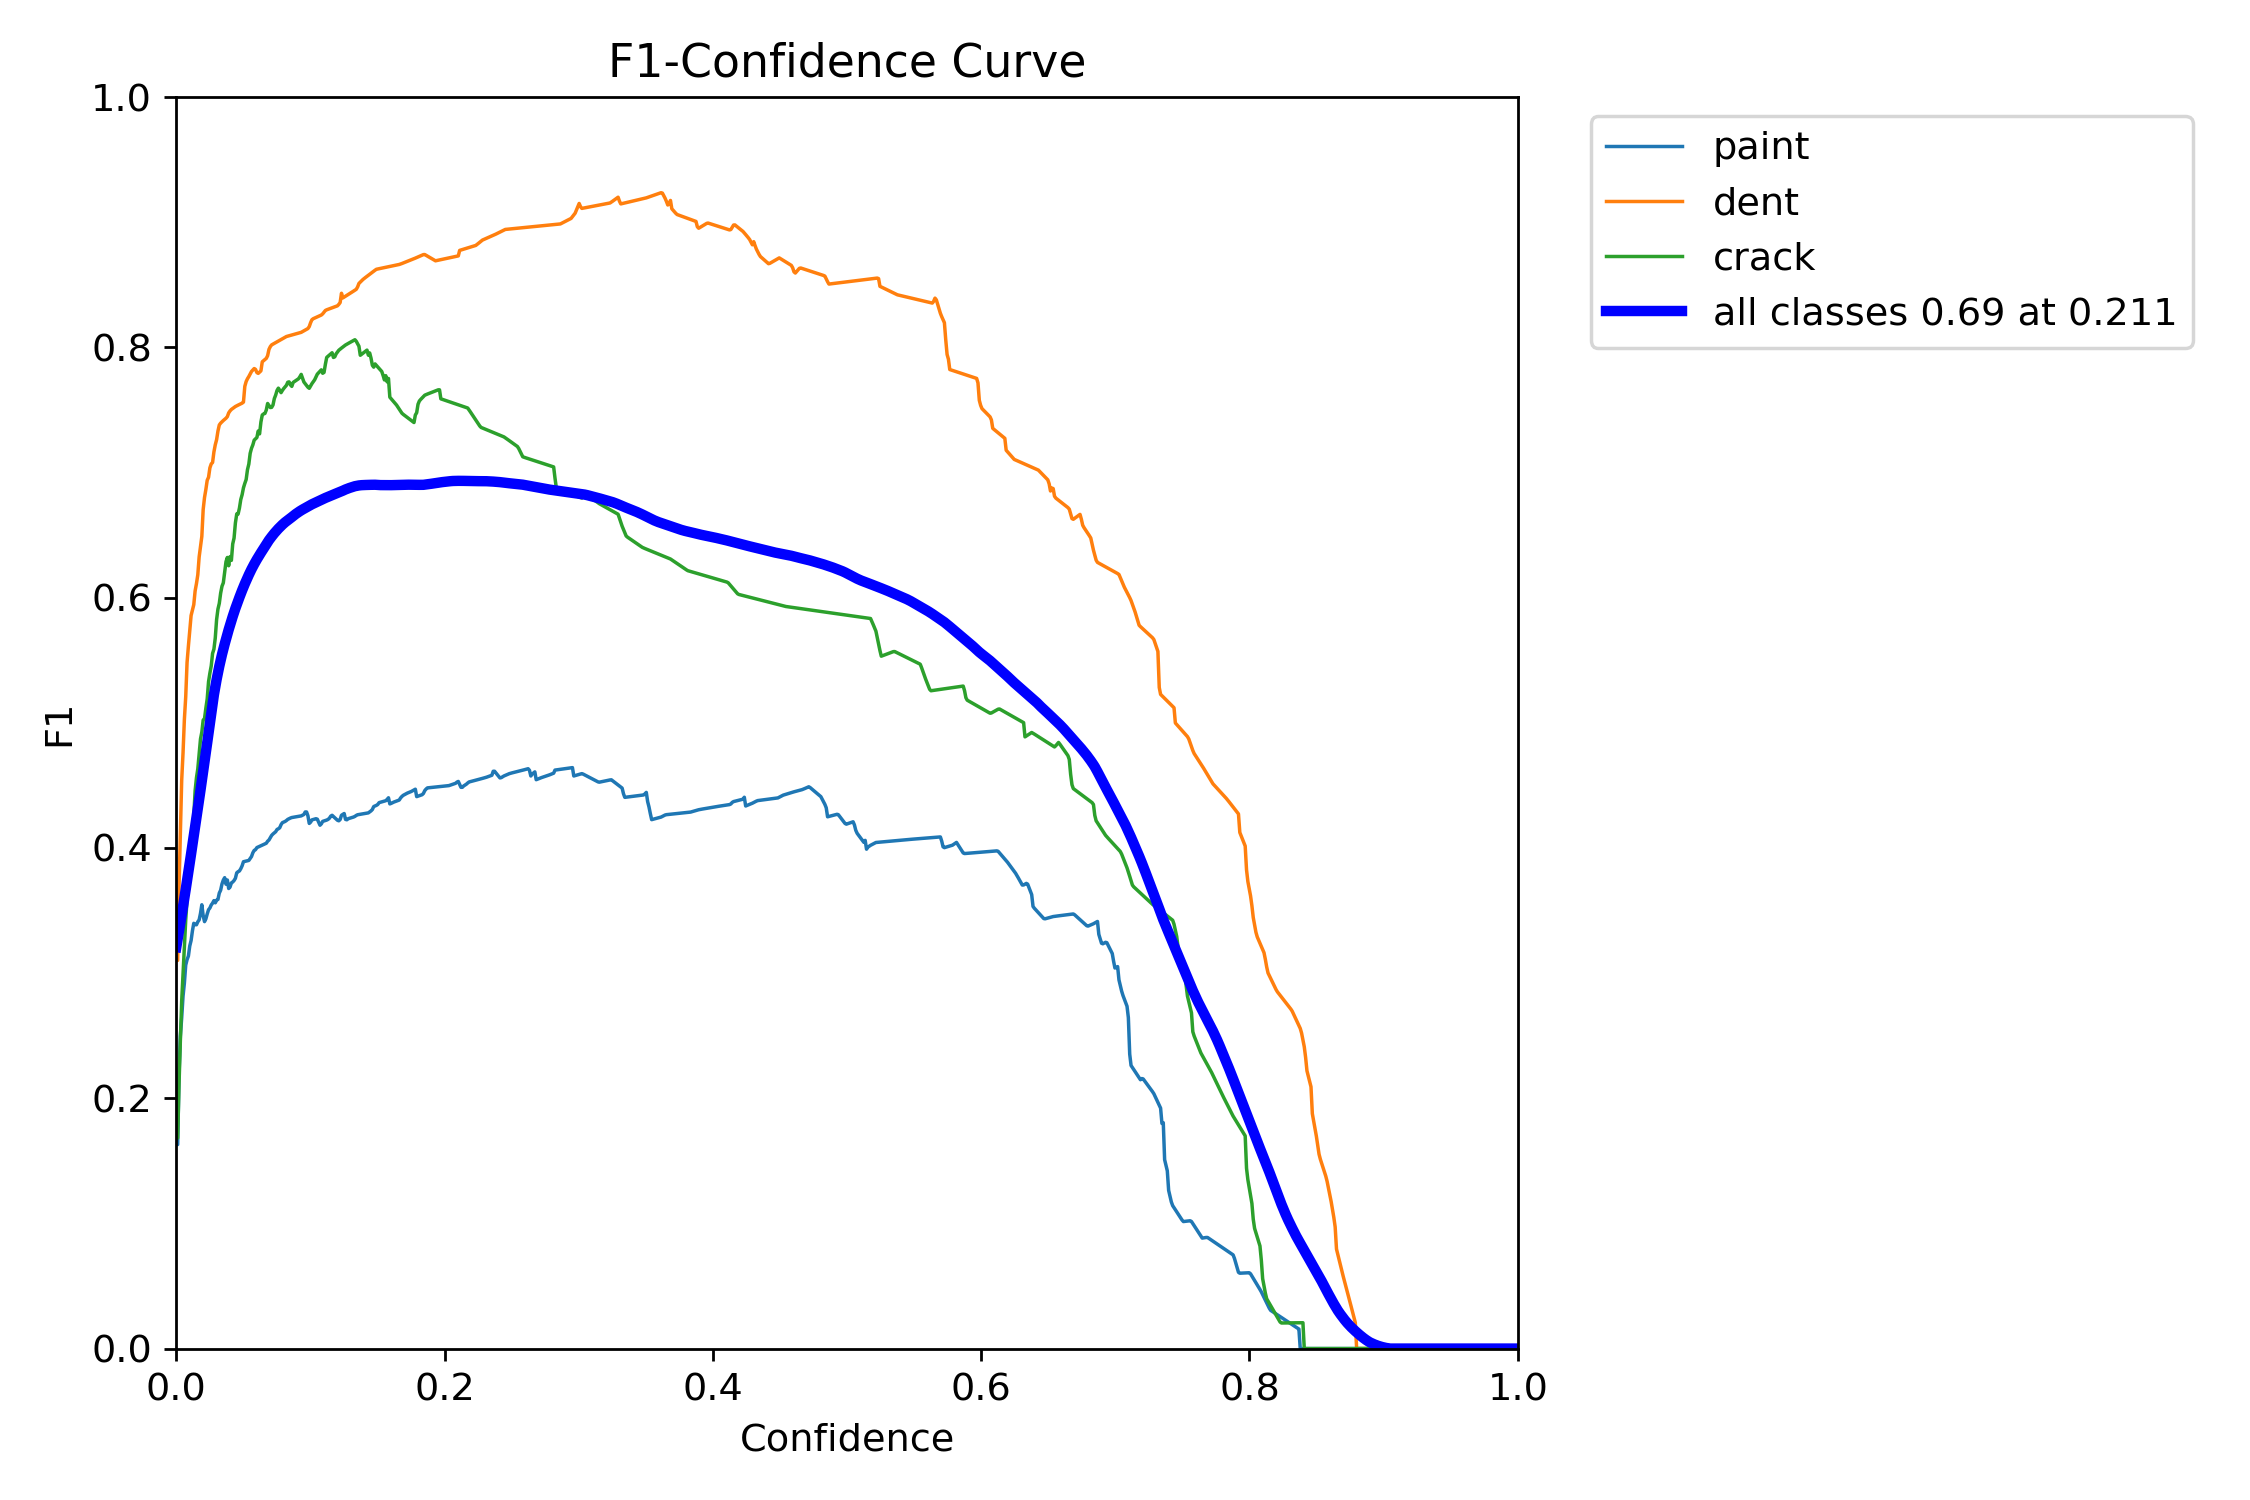 F1-Confidence Curve
1.0
0.8
0.6
0.4
0.2
0.0
F1
0.0 0.2 0.4 0.6 0.8 1.0
Confidence
paint
dent
crack
all classes 0.69 at 0.211